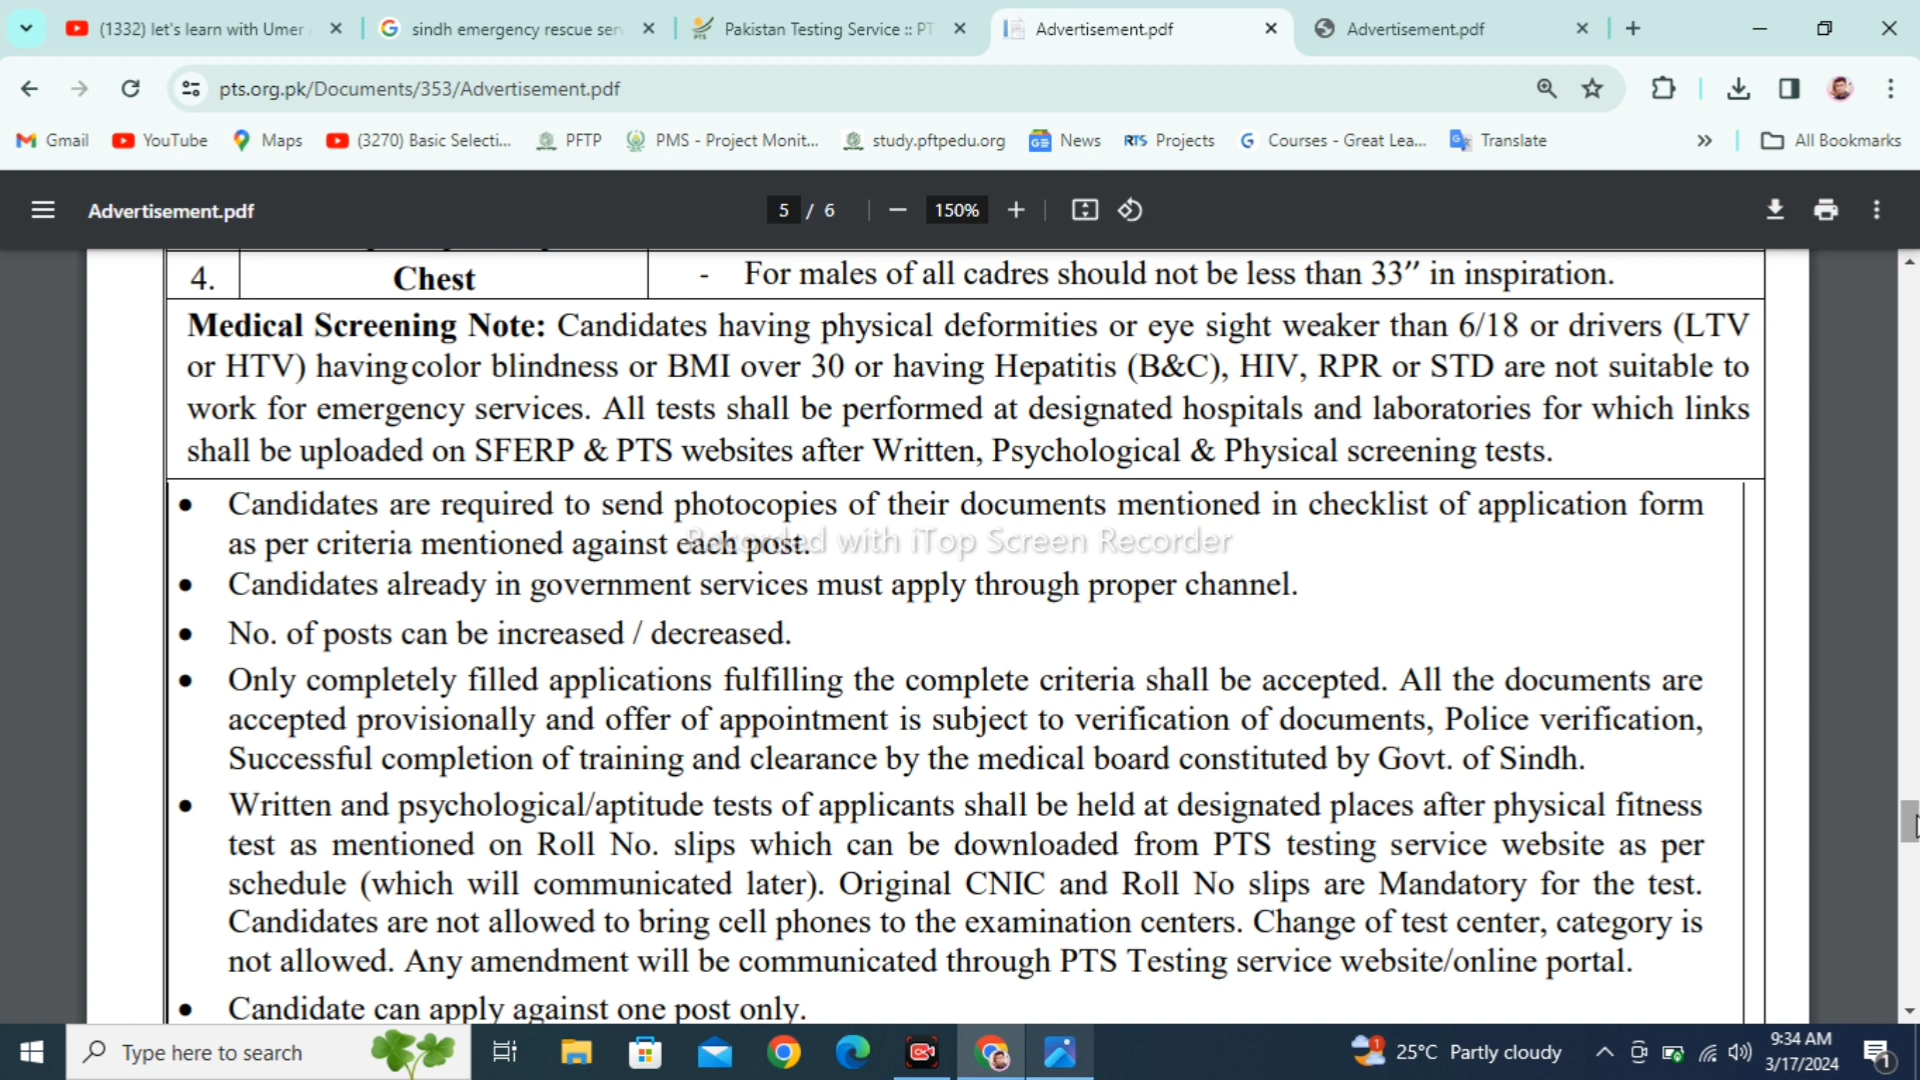 (1332) let's learn with Umer
sindh emergency rescue ser
Pakistan Testing Service :: PT
Advertisement.pdf
Advertisement.pdf
pts.org.pk/Documents/353/Advertisement.pdf
Gmail
YouTube
Maps
(3270) Basic Selecti...
PFTP
PMS - Project Monit...
study.pftpedu.org
News
RTS Projects
Courses - Great Lea...
Translate
All Bookmarks
Advertisement.pdf
5 / 6
150%
4. Chest - For males of all cadres should not be less than 33″ in inspiration.
Medical Screening Note: Candidates having physical deformities or eye sight weaker than 6/18 or drivers (LTV
or HTV) havingcolor blindness or BMI over 30 or having Hepatitis (B&C), HIV, RPR or STD are not suitable to
work for emergency services. All tests shall be performed at designated hospitals and laboratories for which links
shall be uploaded on SFERP & PTS websites after Written, Psychological & Physical screening tests.
• Candidates are required to send photocopies of their documents mentioned in checklist of application form
as per criteria mentioned against each post.
Recorded with iTop Screen Recorder
• Candidates already in government services must apply through proper channel.
• No. of posts can be increased / decreased.
• Only completely filled applications fulfilling the complete criteria shall be accepted. All the documents are
accepted provisionally and offer of appointment is subject to verification of documents, Police verification,
Successful completion of training and clearance by the medical board constituted by Govt. of Sindh.
• Written and psychological/aptitude tests of applicants shall be held at designated places after physical fitness
test as mentioned on Roll No. slips which can be downloaded from PTS testing service website as per
schedule (which will communicated later). Original CNIC and Roll No slips are Mandatory for the test.
Candidates are not allowed to bring cell phones to the examination centers. Change of test center, category is
not allowed. Any amendment will be communicated through PTS Testing service website/online portal.
• Candidate can apply against one post only.
Type here to search
1
25°C Partly cloudy
9:34 AM
3/17/2024
1